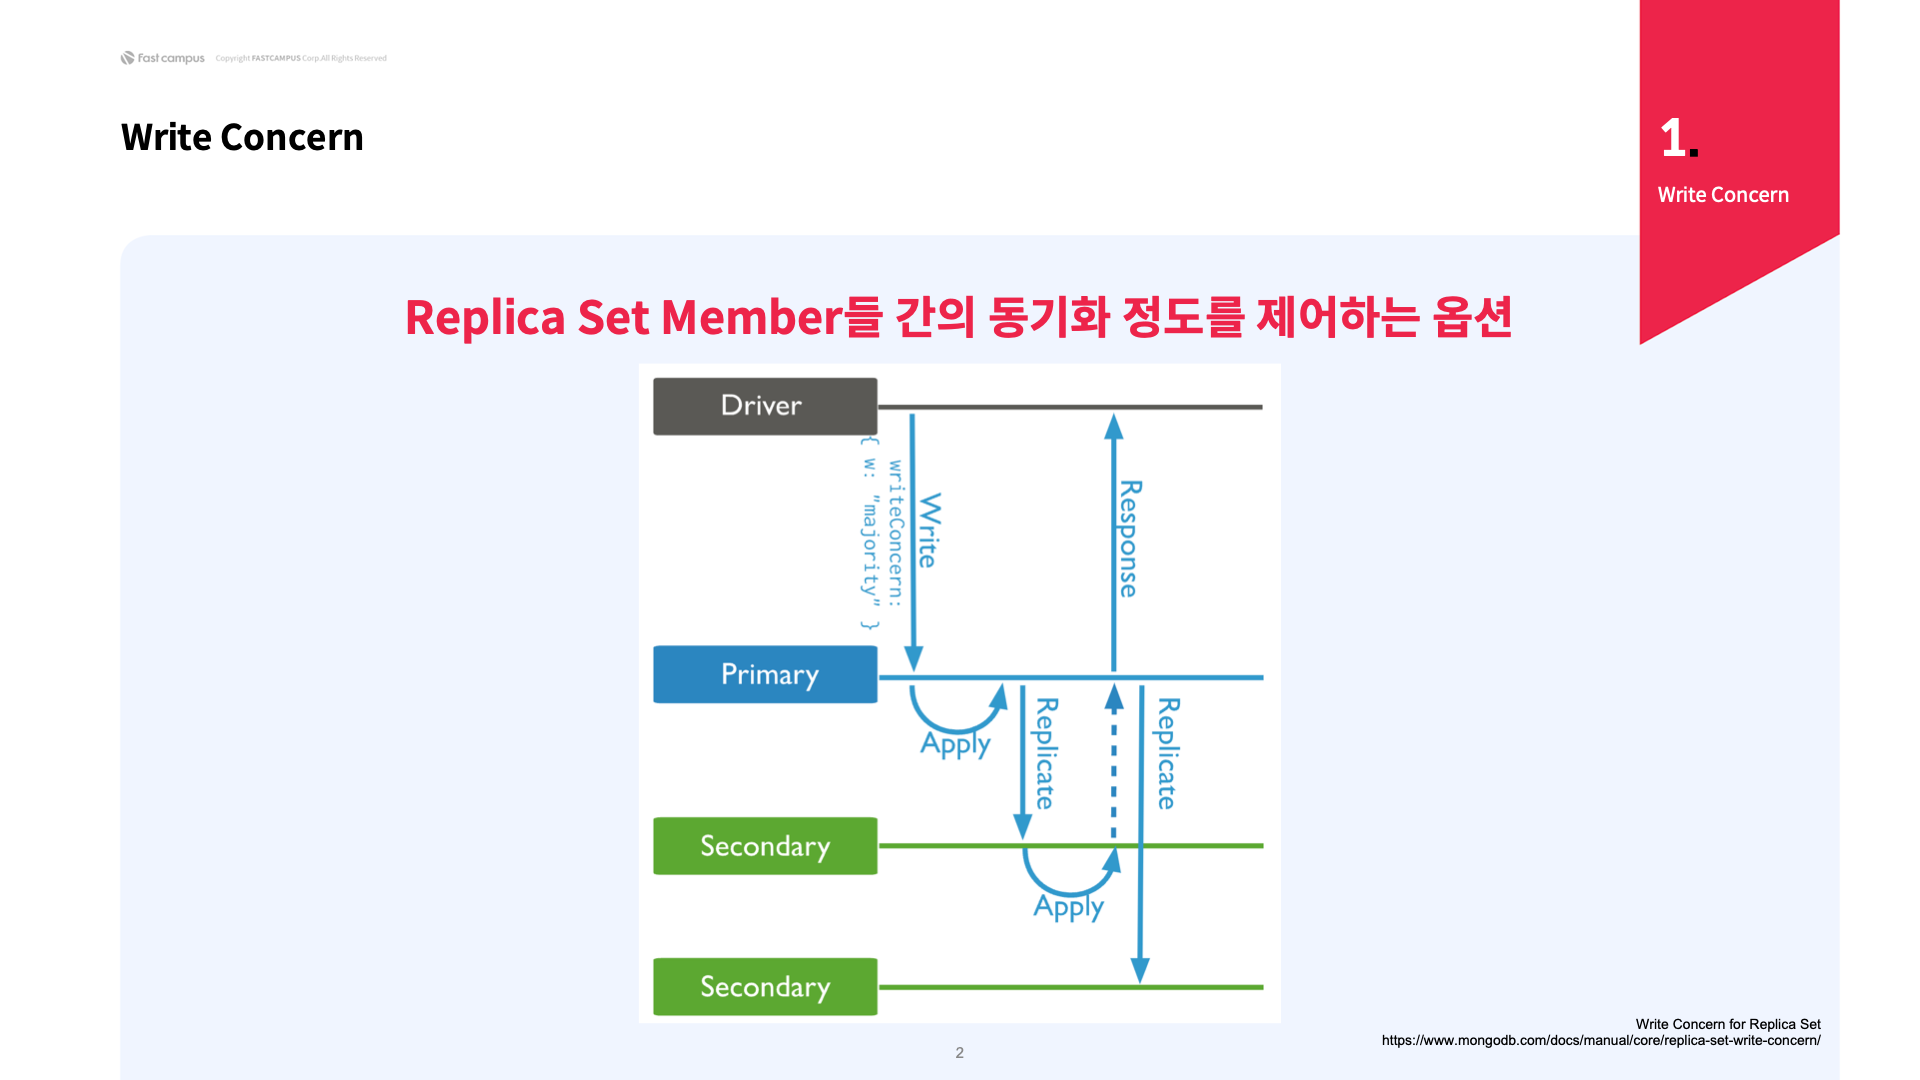 fast campus
Copyright FASTCAMPUS Corp. All Rights Reserved
Write Concern
1.
Write Concern
Replica Set Member들 간의 동기화 정도를 제어하는 옵션
Driver
writeConcern:
{ w: "majority" }
Write
Response
Primary
Apply
Replicate
Replicate
Secondary
Apply
Secondary
Write Concern for Replica Set
https://www.mongodb.com/docs/manual/core/replica-set-write-concern/
2